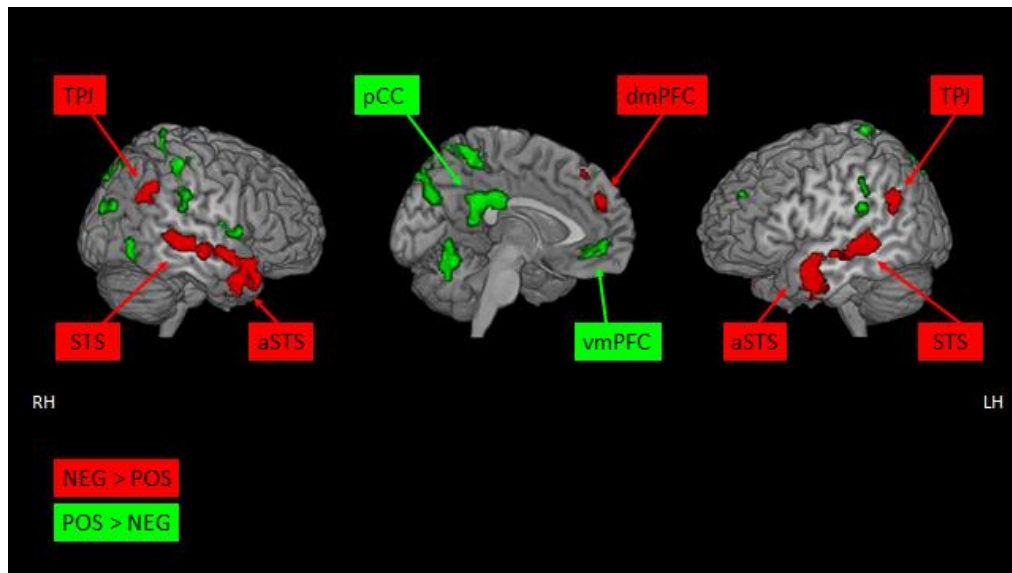 TPJ
pCC
dmPFC
TPJ
STS
aSTS
vmPFC
aSTS
STS
RH
LH
NEG > POS
POS > NEG